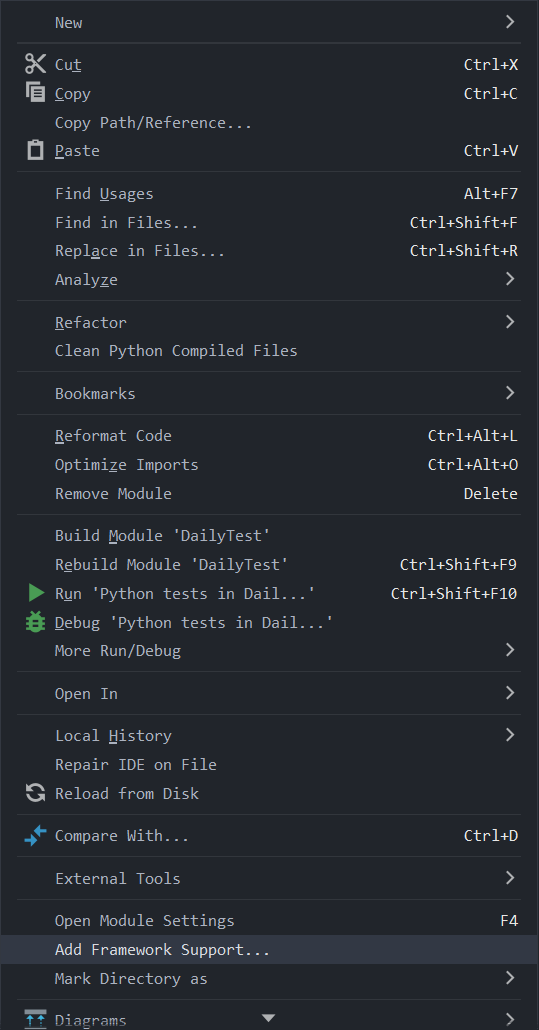 New
Cut Ctrl+X
Copy Ctrl+C
Copy Path/Reference...
Paste Ctrl+V
Find Usages Alt+F7
Find in Files... Ctrl+Shift+F
Replace in Files... Ctrl+Shift+R
Analyze
Refactor
Clean Python Compiled Files
Bookmarks
Reformat Code Ctrl+Alt+L
Optimize Imports Ctrl+Alt+O
Remove Module Delete
Build Module 'DailyTest'
Rebuild Module 'DailyTest' Ctrl+Shift+F9
Run 'Python tests in Dail...' Ctrl+Shift+F10
Debug 'Python tests in Dail...'
More Run/Debug
Open In
Local History
Repair IDE on File
Reload from Disk
Compare With... Ctrl+D
External Tools
Open Module Settings F4
Add Framework Support...
Mark Directory as
Diagrams